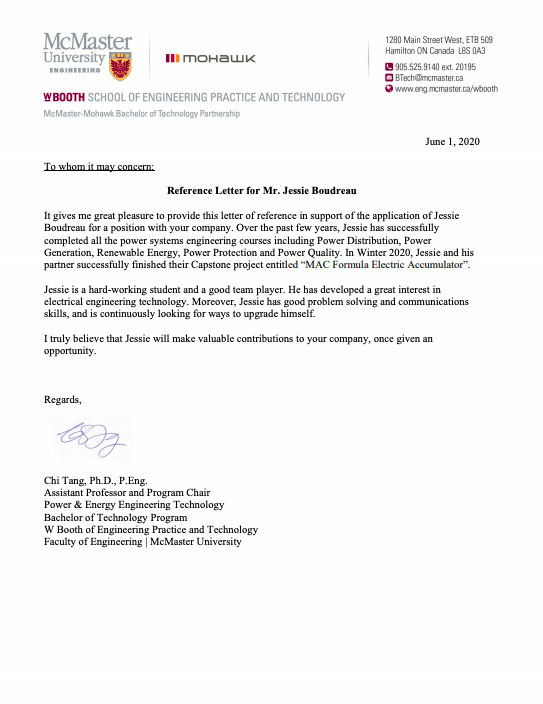 McMaster
University
ENGINEERING
mohawk
1280 Main Street West, ETB 509
Hamilton ON Canada L8S 0A3
905.525.9140 ext. 20195
BTech@mcmaster.ca
www.eng.mcmaster.ca/wbooth
W BOOTH SCHOOL OF ENGINEERING PRACTICE AND TECHNOLOGY
McMaster-Mohawk Bachelor of Technology Partnership
June 1, 2020
To whom it may concern:
Reference Letter for Mr. Jessie Boudreau
It gives me great pleasure to provide this letter of reference in support of the application of Jessie
Boudreau for a position with your company. Over the past few years, Jessie has successfully
completed all the power systems engineering courses including Power Distribution, Power
Generation, Renewable Energy, Power Protection and Power Quality. In Winter 2020, Jessie and his
partner successfully finished their Capstone project entitled “MAC Formula Electric Accumulator”.
Jessie is a hard-working student and a good team player. He has developed a great interest in
electrical engineering technology. Moreover, Jessie has good problem solving and communications
skills, and is continuously looking for ways to upgrade himself.
I truly believe that Jessie will make valuable contributions to your company, once given an
opportunity.
Regards,
Chi Tang, Ph.D., P.Eng.
Assistant Professor and Program Chair
Power & Energy Engineering Technology
Bachelor of Technology Program
W Booth of Engineering Practice and Technology
Faculty of Engineering | McMaster University